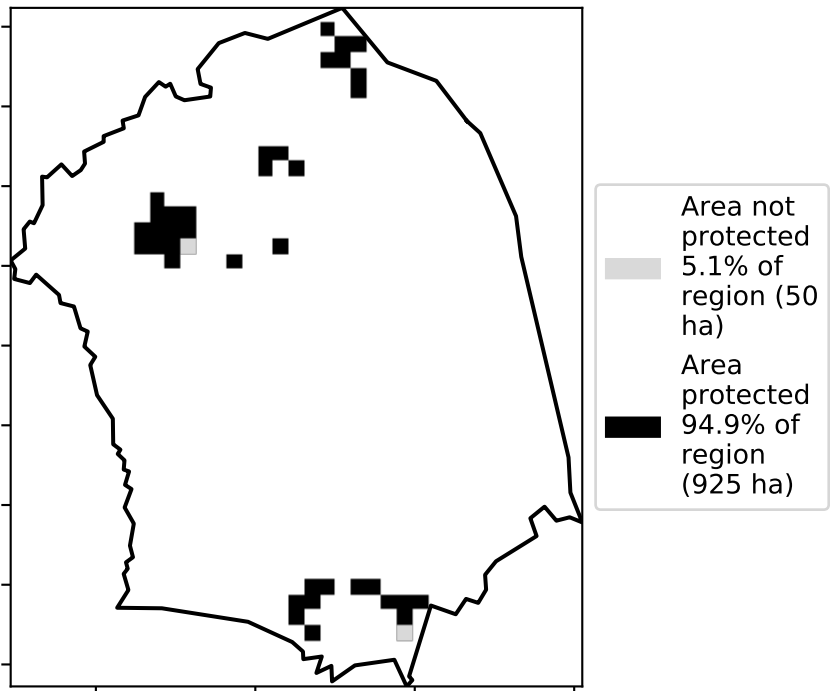 Area not
protected
5.1% of
region (50
ha)
Area
protected
94.9% of
region
(925 ha)